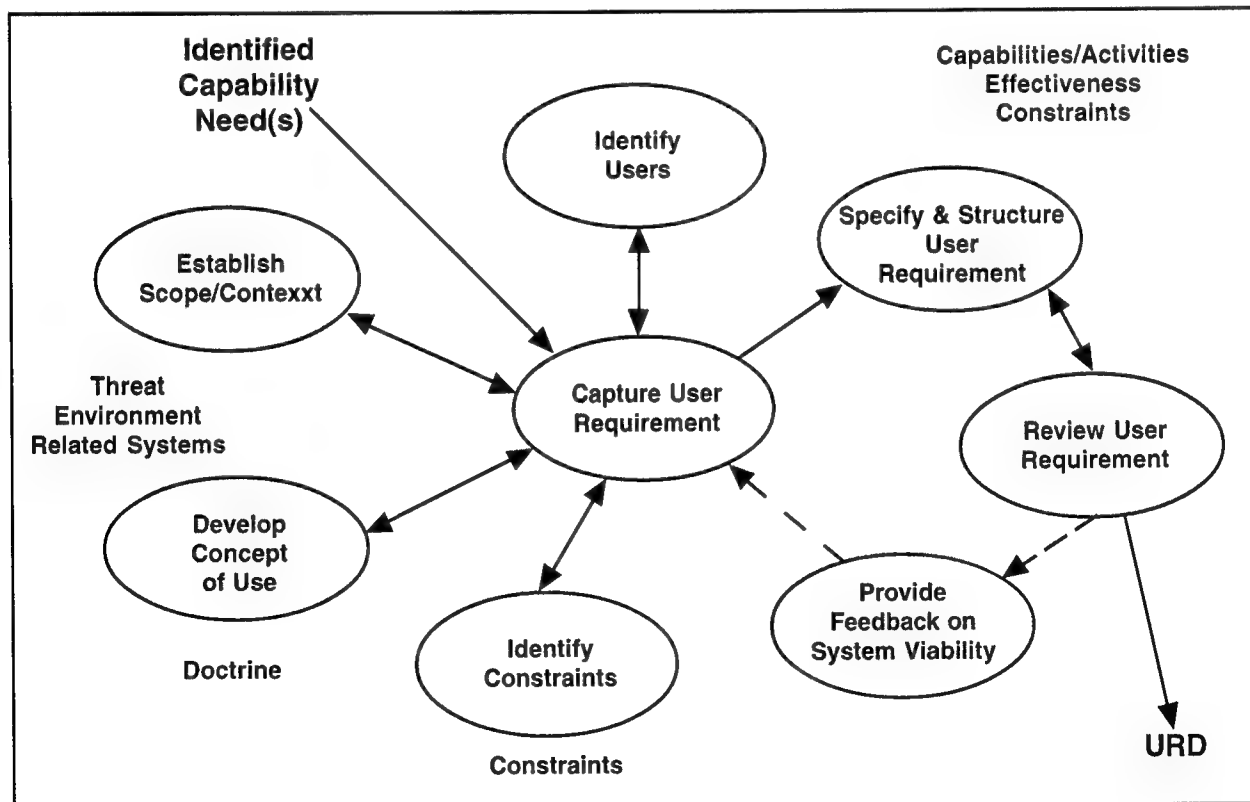 Identified
Capability
Need(s)
Capabilities/Activities
Effectiveness
Constraints
Identify
Users
Specify & Structure
User
Requirement
Establish
Scope/Contexxt
Capture User
Requirement
Threat
Environment
Related Systems
Review User
Requirement
Develop
Concept
of Use
Provide
Feedback on
System Viability
Identify
Constraints
Doctrine
Constraints
URD